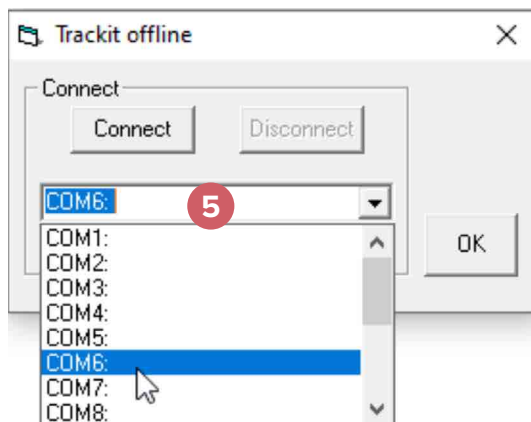 Trackit offline
Connect
Connect Disconnect
COM6: 5
COM1:
COM2:
COM3:
COM4:
COM5:
COM6:
COM7:
COM8:
OK